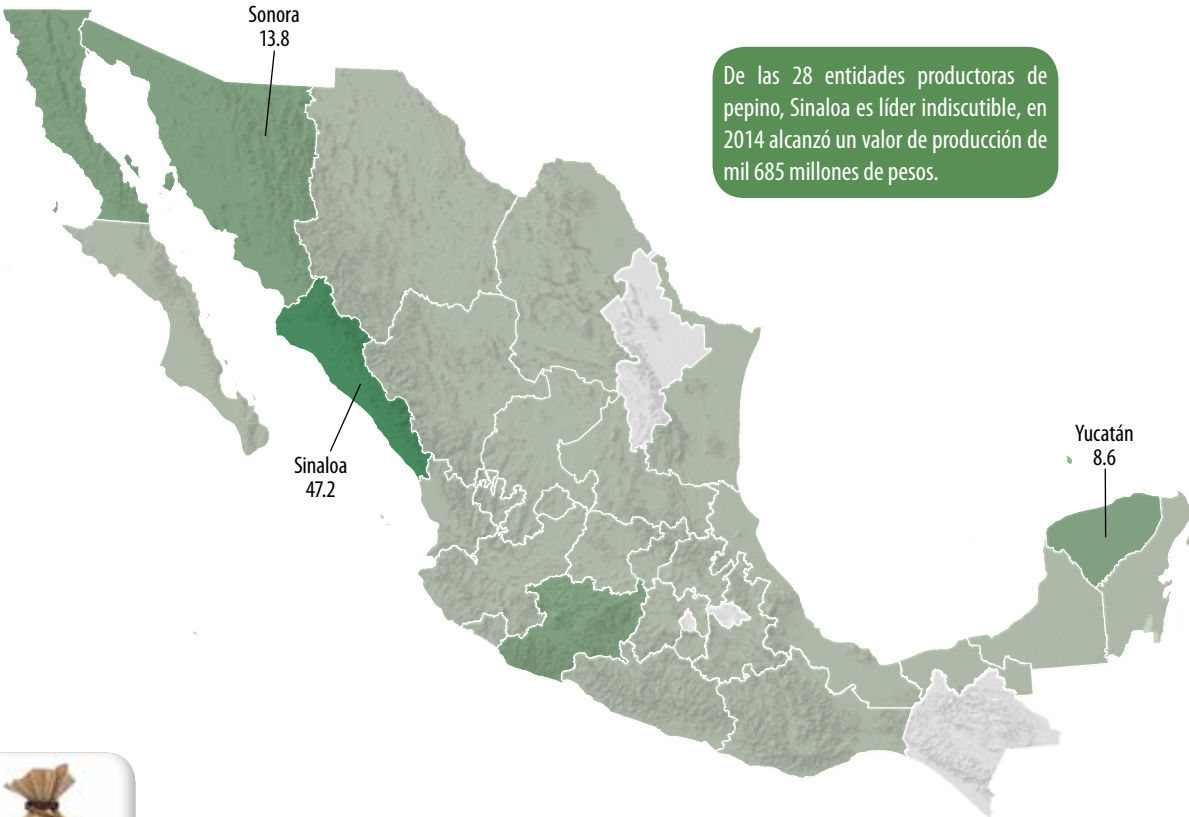 Sonora
13.8
De las 28 entidades productoras de
pepino, Sinaloa es líder indiscutible, en
2014 alcanzó un valor de producción de
mil 685 millones de pesos.
Yucatán
8.6
Sinaloa
47.2